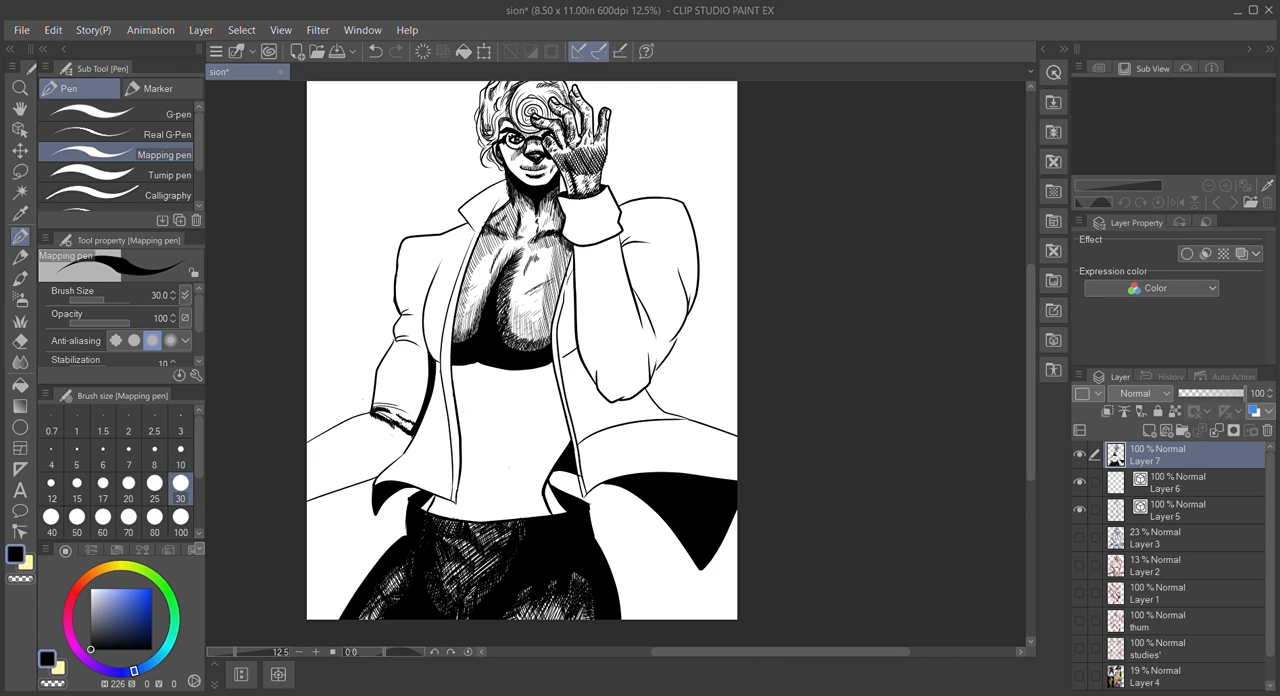 sion* (8.50 x 11.00in 600dpi 12.5%) - CLIP STUDIO PAINT EX
File Edit Story(P) Animation Layer Select View Filter Window Help
Sub Tool [Pen]
Pen Marker
G-pen
Real G-Pen
Mapping pen
Turnip pen
Calligraphy
Tool property [Mapping pen]
Mapping pen
Brush Size 30.0
Opacity 100
Anti-aliasing
Stabilization 10
Brush size [Mapping pen]
0.7 1 1.5 2 2.5 3
4 5 6 7 8 10
12 15 17 20 25 30
40 50 60 70 80 100
H 226 S 0 V 0
sion*
12.5 0.0
Sub View
Layer Property
Effect
Expression color
Color
Layer History Auto Action
Normal 100
100 % Normal
Layer 7
100 % Normal
Layer 6
100 % Normal
Layer 5
23 % Normal
Layer 3
13 % Normal
Layer 2
100 % Normal
Layer 1
100 % Normal
thum
100 % Normal
studies'
19 % Normal
Layer 4